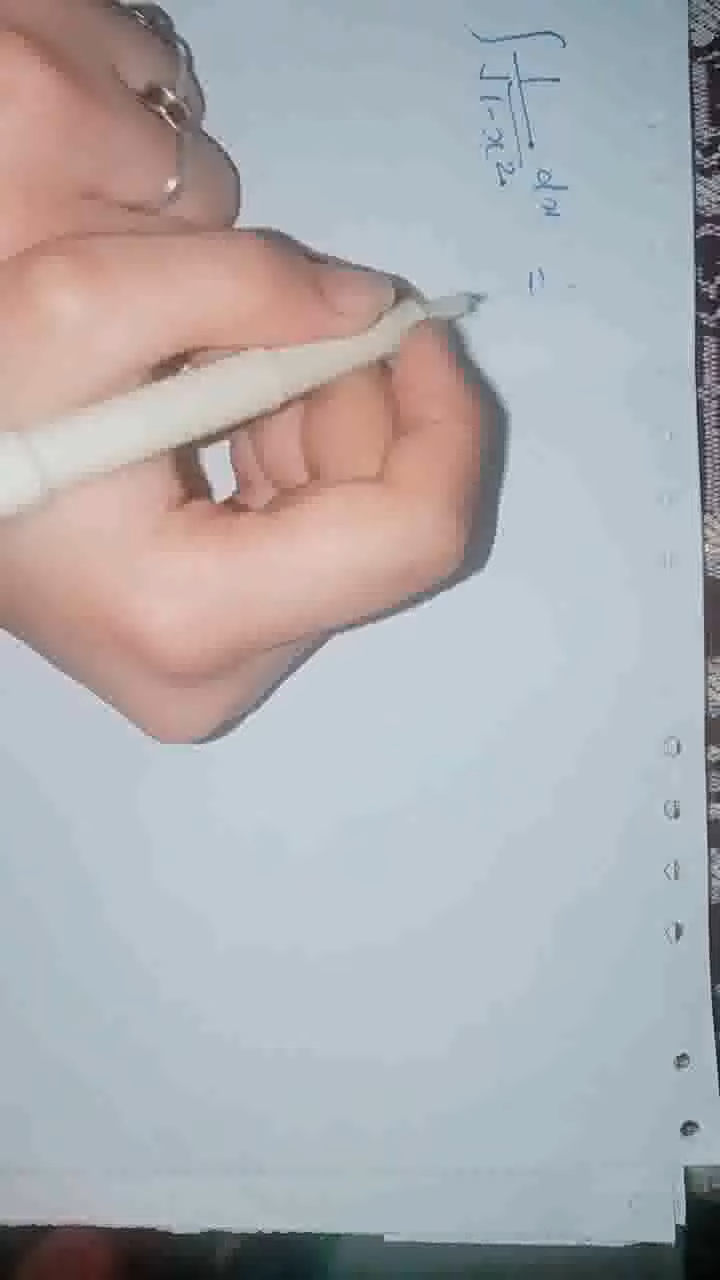 ∫ 1/√(1-x²) dx =